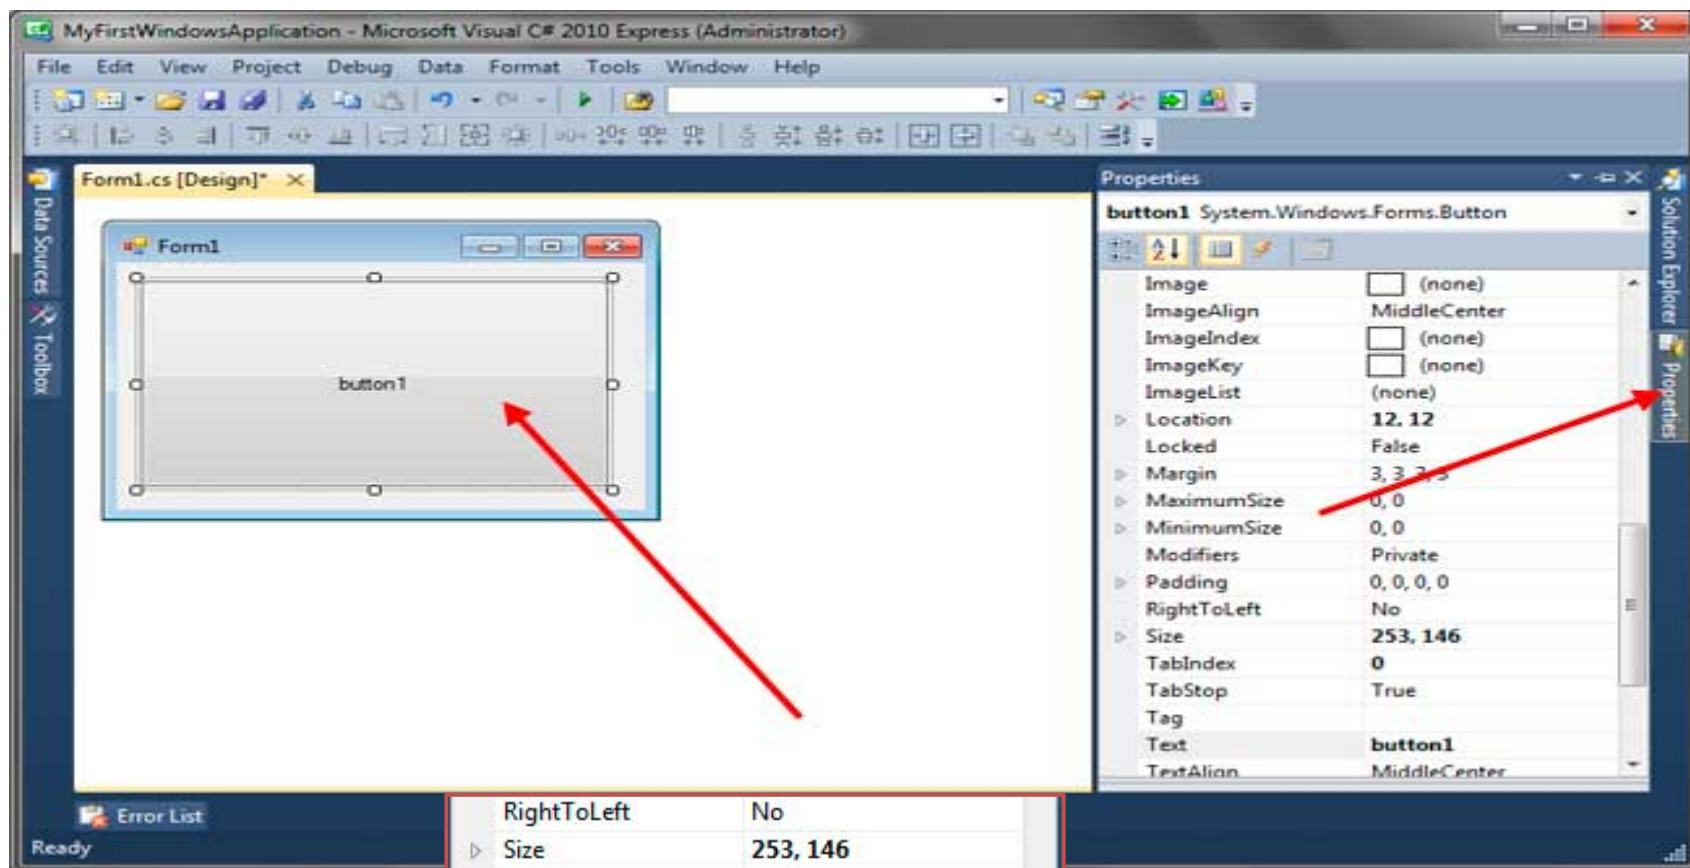 MyFirstWindowsApplication - Microsoft Visual C# 2010 Express (Administrator)
File Edit View Project Debug Data Format Tools Window Help
Form1.cs [Design]*
Data Sources
Toolbox
Form1
button1
Properties
button1 System.Windows.Forms.Button
Image (none)
ImageAlign MiddleCenter
ImageIndex (none)
ImageKey (none)
ImageList (none)
Location 12, 12
Locked False
Margin 3, 3, 3, 3
MaximumSize 0, 0
MinimumSize 0, 0
Modifiers Private
Padding 0, 0, 0, 0
RightToLeft No
Size 253, 146
TabIndex 0
TabStop True
Tag
Text button1
TextAlign MiddleCenter
Solution Explorer
Properties
Error List
Ready
RightToLeft No
Size 253, 146